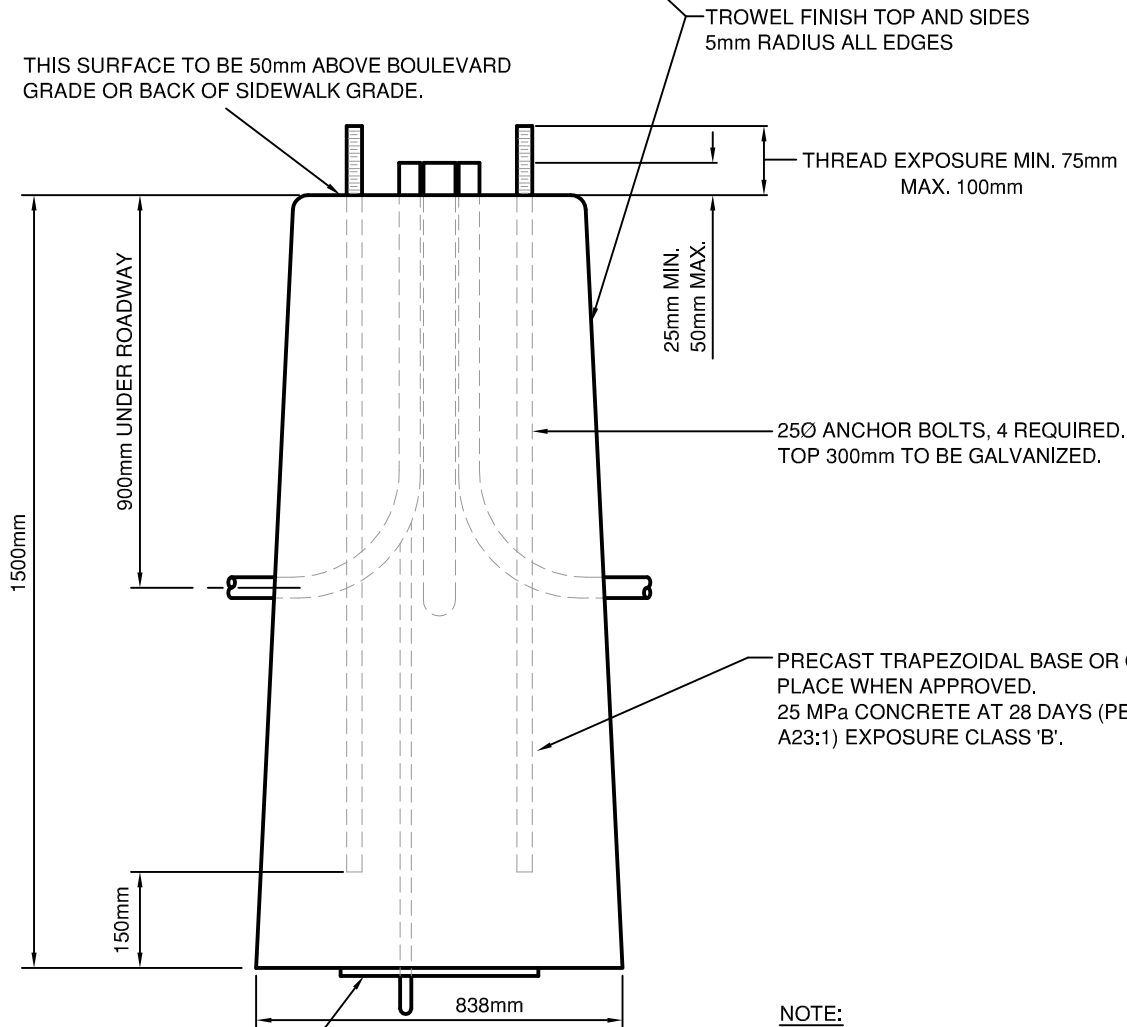 TROWEL FINISH TOP AND SIDES
5mm RADIUS ALL EDGES
THIS SURFACE TO BE 50mm ABOVE BOULEVARD
GRADE OR BACK OF SIDEWALK GRADE.
THREAD EXPOSURE MIN. 75mm
MAX. 100mm
25mm MIN.
50mm MAX.
900mm UNDER ROADWAY
1500mm
25Ø ANCHOR BOLTS, 4 REQUIRED.
TOP 300mm TO BE GALVANIZED.
PRECAST TRAPEZOIDAL BASE OR
PLACE WHEN APPROVED.
25 MPa CONCRETE AT 28 DAYS
A23:1) EXPOSURE CLASS 'B'.
150mm
838mm
NOTE: